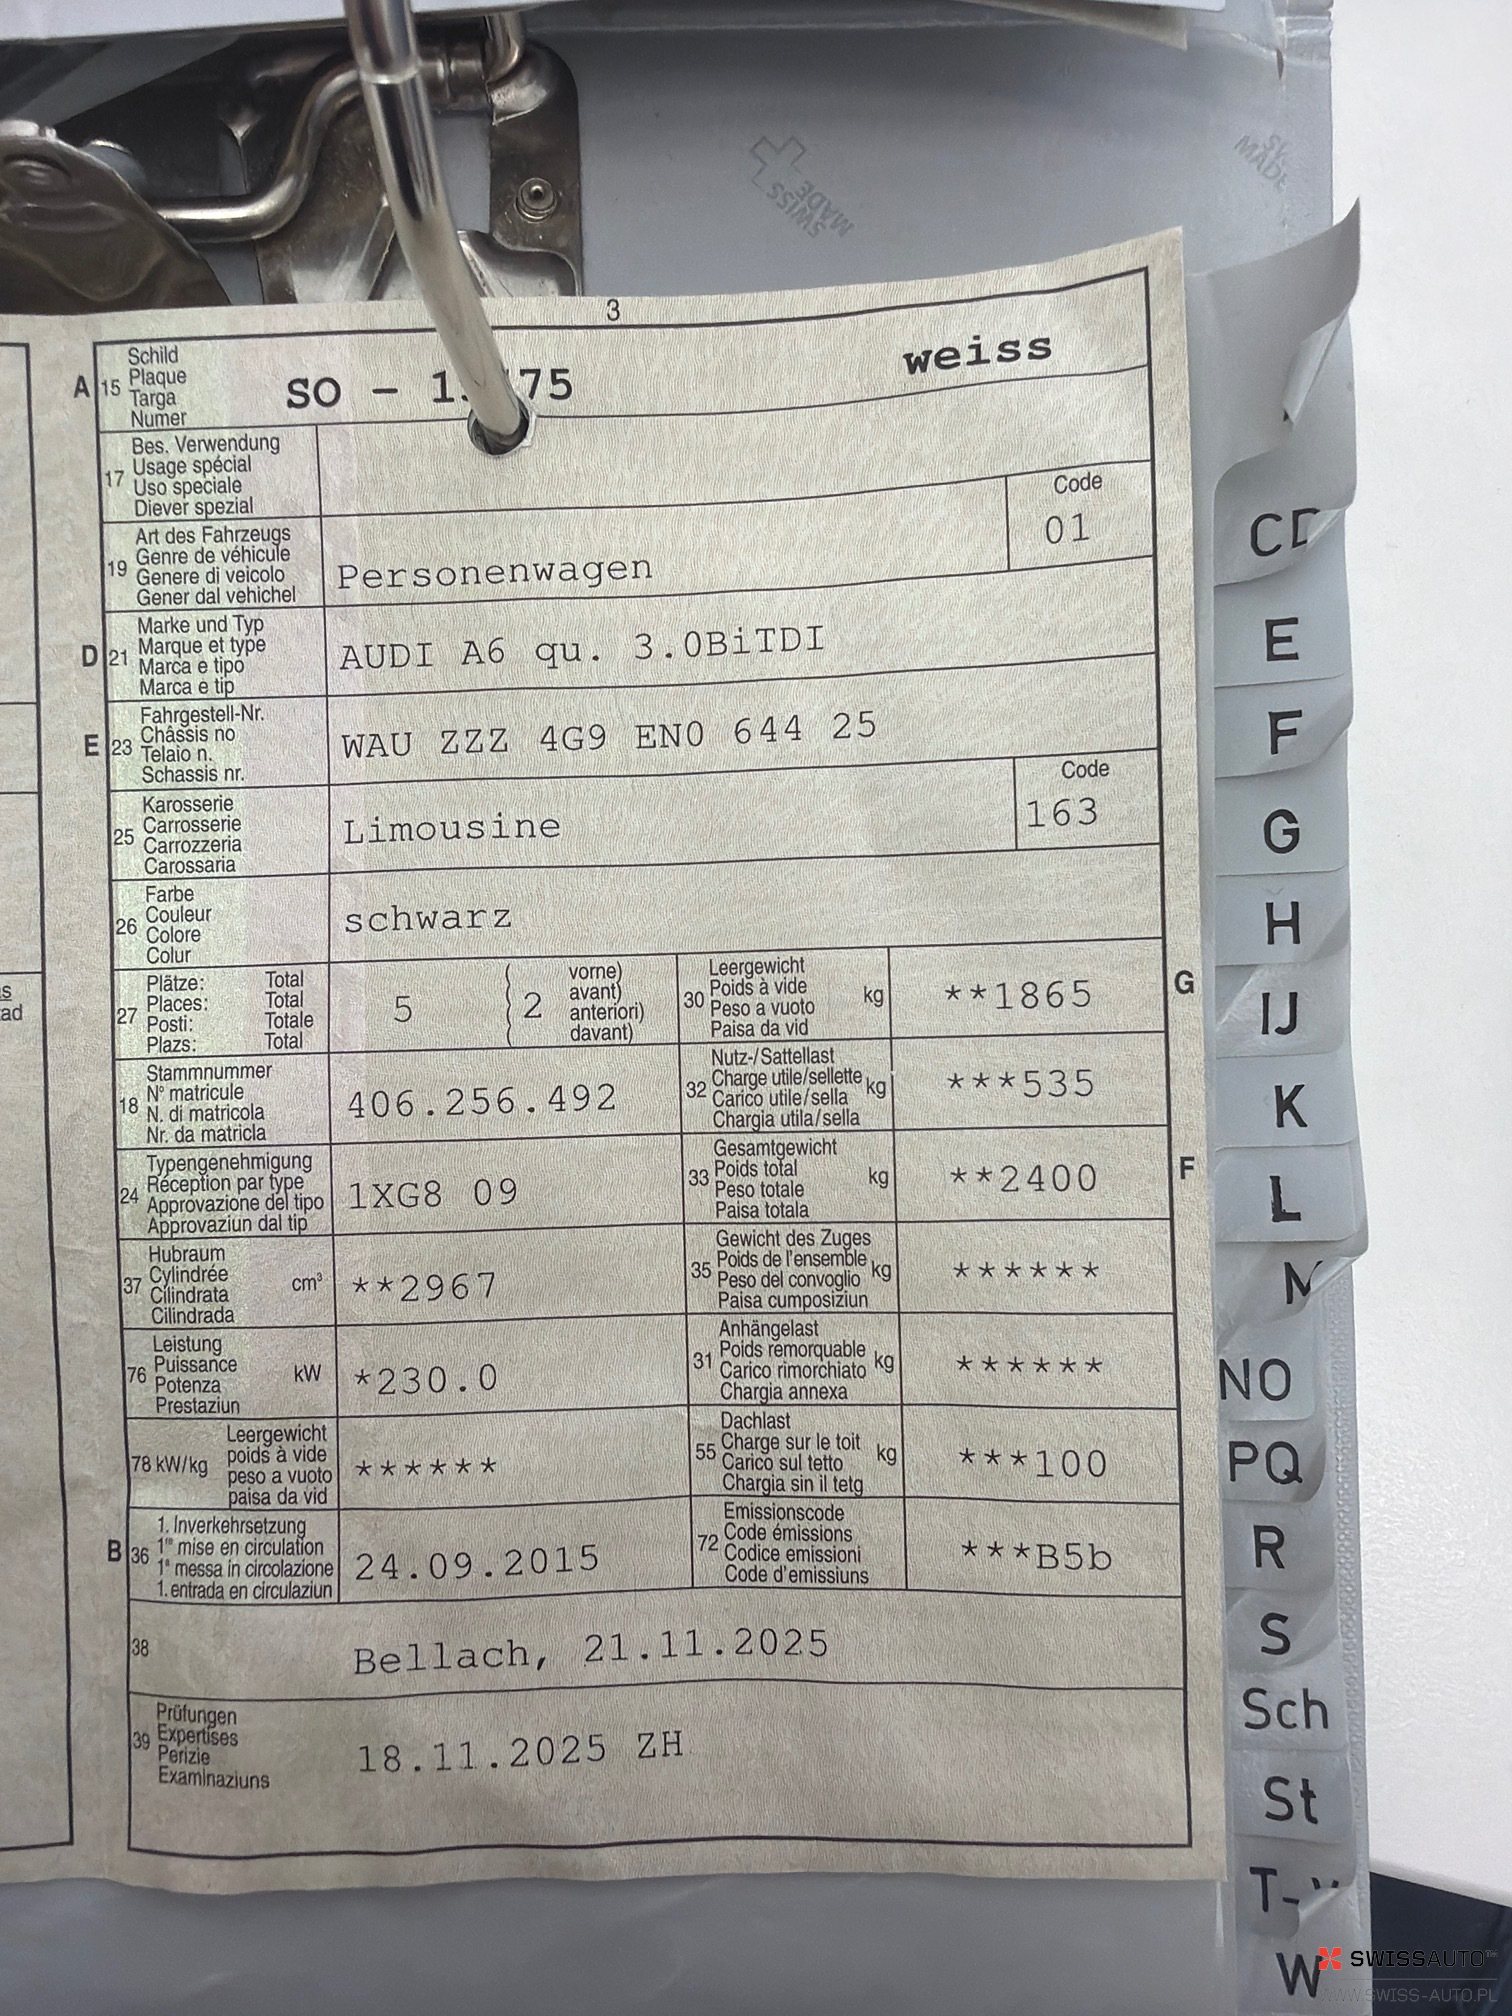 SWISS
MADE
3
A 15 Schild
Plaque
Targa
Numer
SO - 1 75 weiss
17 Bes. Verwendung
Usage spécial
Uso speciale
Diever spezial
19 Art des Fahrzeugs
Genre de véhicule
Genere di veicolo
Gener dal vehichel
Personenwagen
Code
01
D 21 Marke und Typ
Marque et type
Marca e tipo
Marca e tip
AUDI A6 qu. 3.0BiTDI
E 23 Fahrgestell-Nr.
Châssis no
Telaio n.
Schassis nr.
WAU ZZZ 4G9 EN0 644 25
25 Karosserie
Carrosserie
Carrozzeria
Carossaria
Limousine
Code
163
26 Farbe
Couleur
Colore
Colur
schwarz
27 Plätze: Total
Places: Total
Posti: Totale
Plazs: Total
5 (2 vorne)
avant)
anteriori)
davant)
G
30 Leergewicht
Poids à vide
Peso a vuoto
Paisa da vid
kg
**1865
18 Stammnummer
N° matricule
N. di matricola
Nr. da matricla
406.256.492
32 Nutz-/Sattellast
Charge utile/sellette
Carico utile/sella
Chargia utila/sella
kg
***535
24 Typengenehmigung
Réception par type
Approvazione del tipo
Approvaziun dal tip
1XG8 09
F
33 Gesamtgewicht
Poids total
Peso totale
Paisa totala
kg
**2400
37 Hubraum
Cylindrée
Cilindrata
Cilindrada
cm³
**2967
35 Gewicht des Zuges
Poids de l'ensemble
Peso del convoglio
Paisa cumposiziun
kg
******
76 Leistung
Puissance
Potenza
Prestaziun
kW
*230.0
31 Anhängelast
Poids remorquable
Carico rimorchiato
Chargia annexa
kg
******
78 kW/kg
Leergewicht
poids à vide
peso a vuoto
paisa da vid
******
55 Dachlast
Charge sur le toit
Carico sul tetto
Chargia sin il tetg
kg
***100
B 36 1. Inverkehrsetzung
1re mise en circulation
1a messa in circolazione
1. entrada en circulaziun
24.09.2015
72 Emissionscode
Code émissions
Codice emissioni
Code d'emissiuns
***B5b
38 Bellach, 21.11.2025
39 Prüfungen
Expertises
Perizie
Examinaziuns
18.11.2025 ZH
CD
E
F
G
H
IJ
K
L
M
NO
PQ
R
S
Sch
St
T-
W
SWISSAUTO™
WWW.SWISS-AUTO.PL